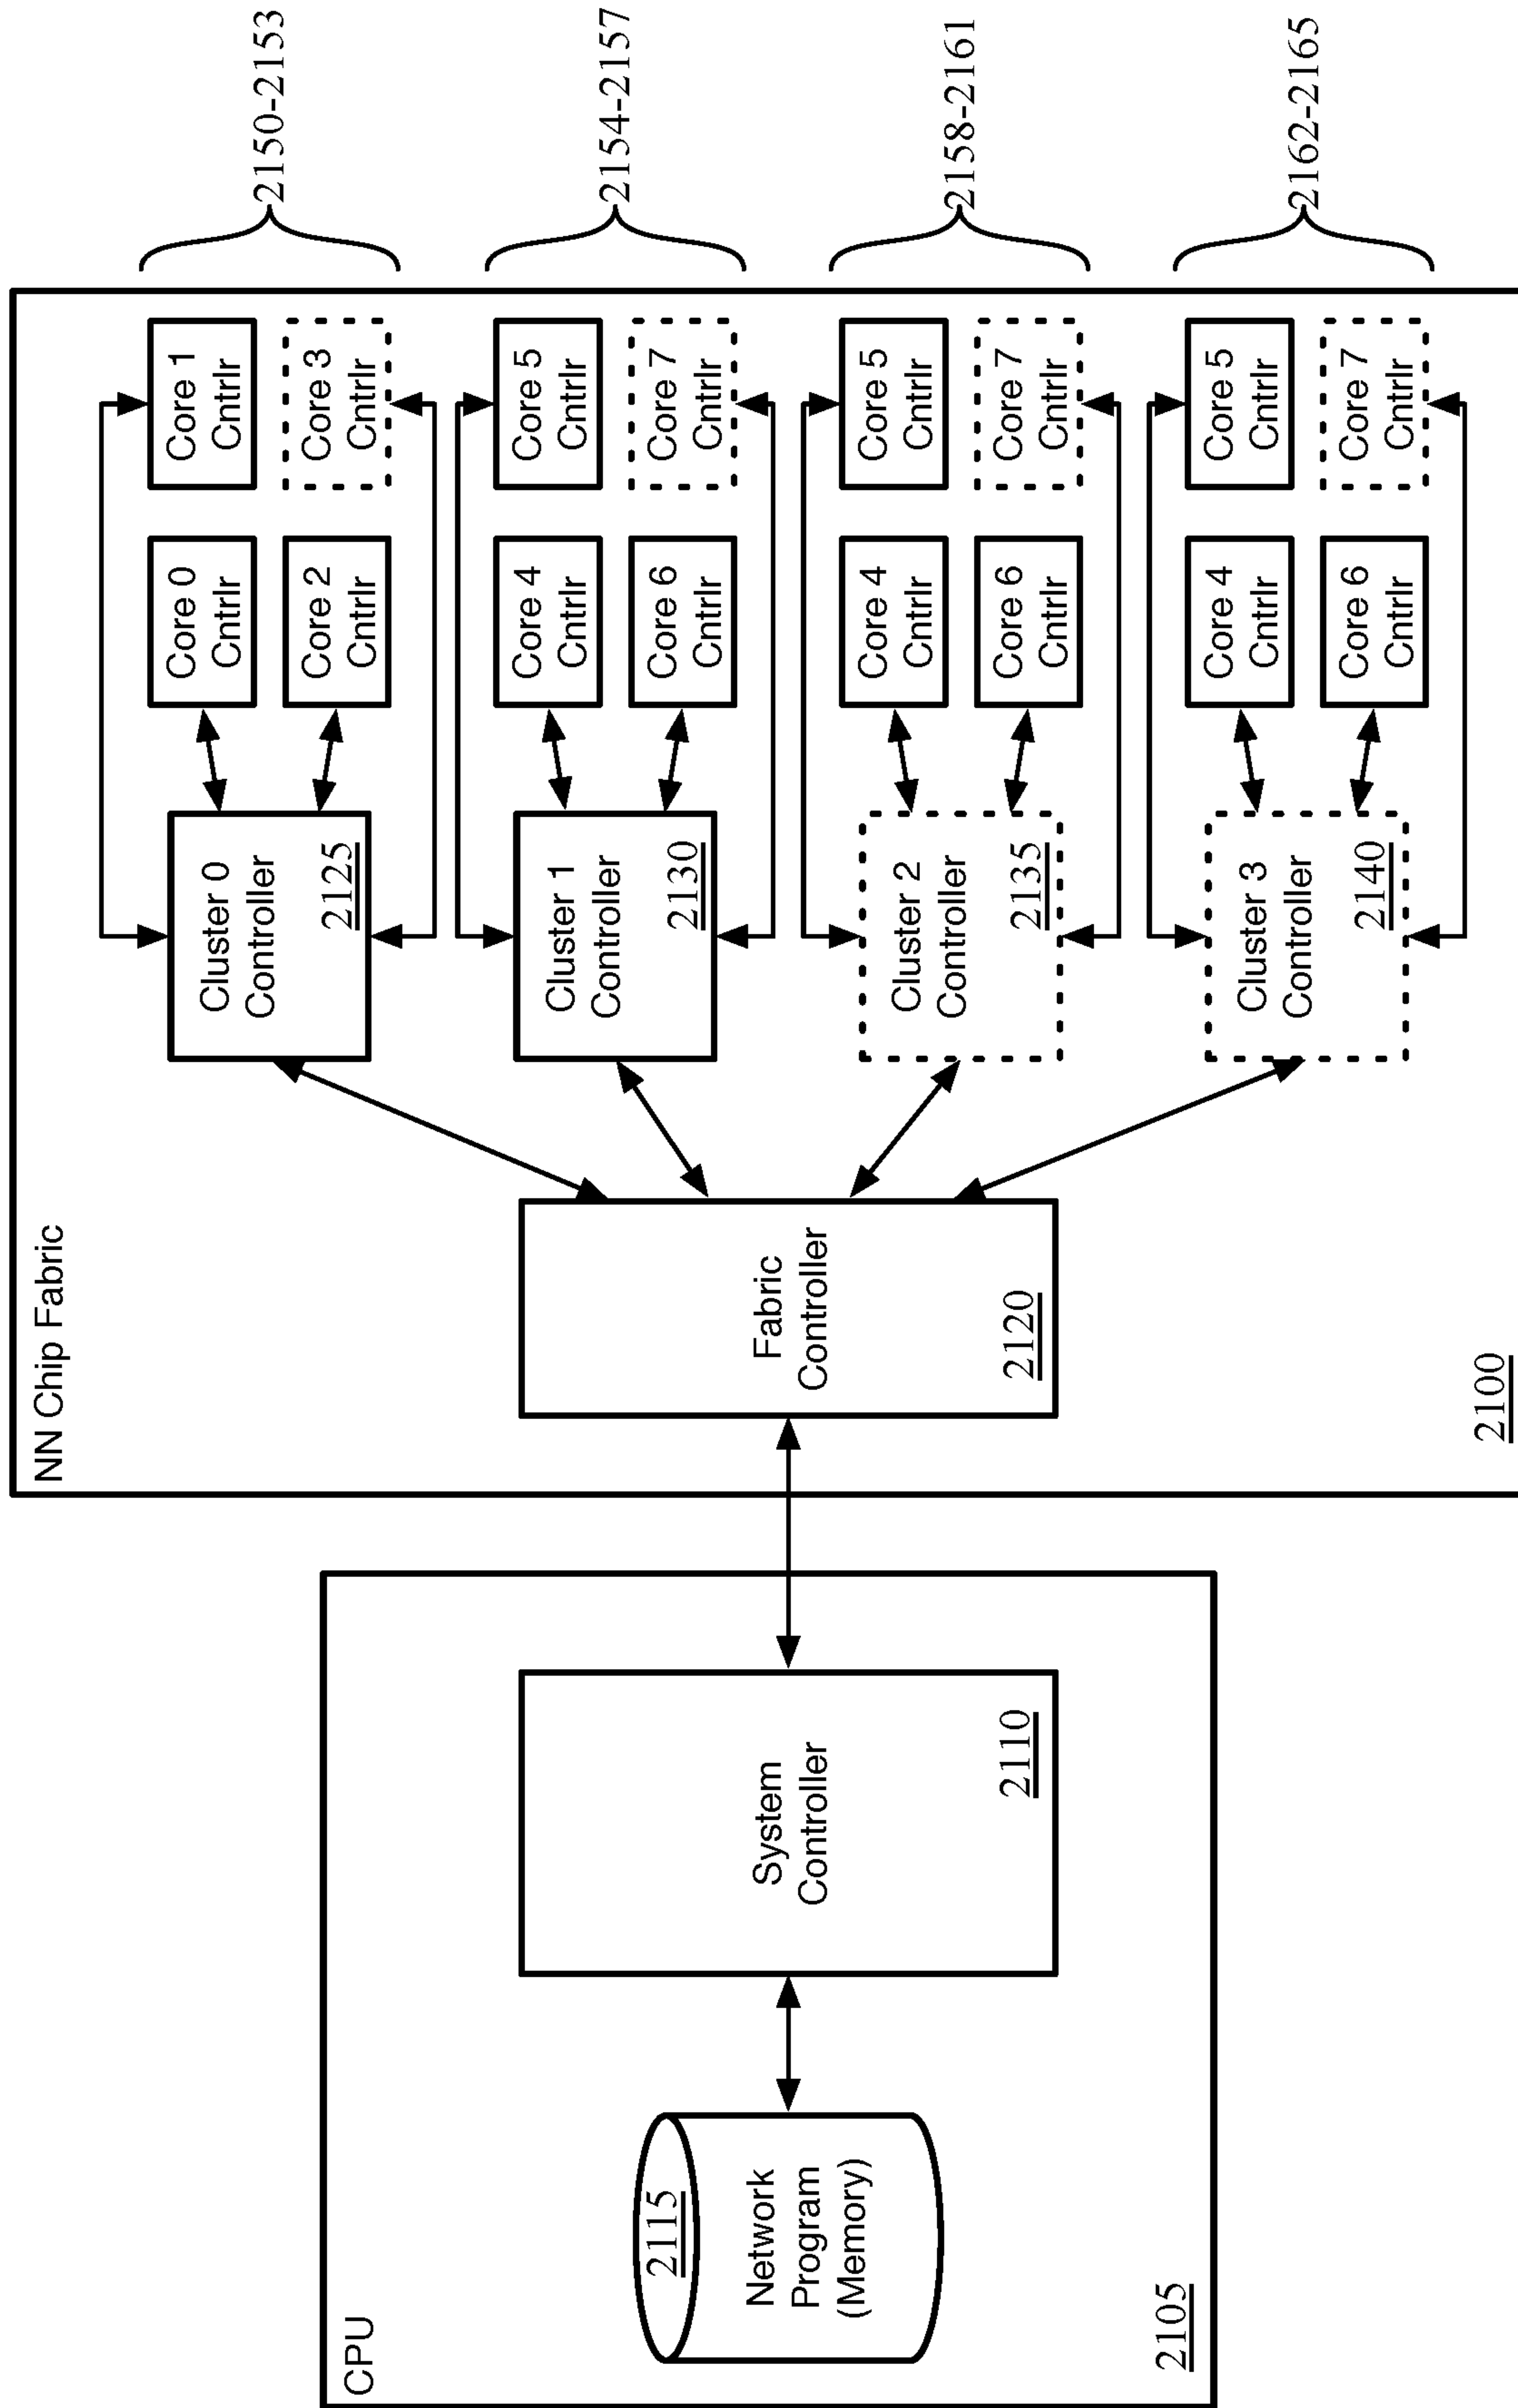 CPU
2115
Network
Program
(Memory)
System
Controller
2110
2105
NN Chip Fabric
Fabric
Controller
2120
Cluster 0
Controller
2125
Core 0
Cntrlr
Core 1
Cntrlr
Core 2
Cntrlr
Core 3
Cntrlr
2150-2153
Cluster 1
Controller
2130
Core 4
Cntrlr
Core 5
Cntrlr
Core 6
Cntrlr
Core 7
Cntrlr
2154-2157
Cluster 2
Controller
2135
Core 4
Cntrlr
Core 5
Cntrlr
Core 6
Cntrlr
Core 7
Cntrlr
2158-2161
Cluster 3
Controller
2140
Core 4
Cntrlr
Core 5
Cntrlr
Core 6
Cntrlr
Core 7
Cntrlr
2162-2165
2100